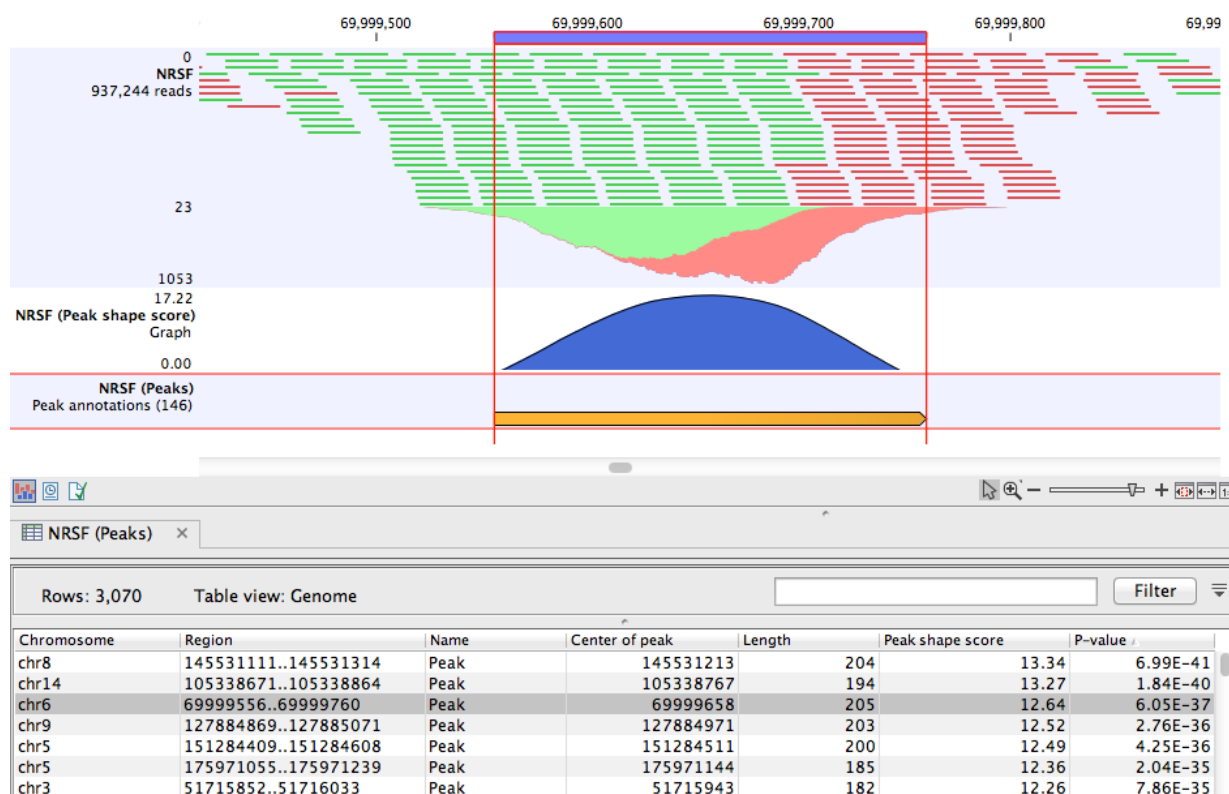 69,999,500 69,999,600 69,999,700 69,999,800 69,99
0
NRSF
937,244 reads
23
1053
17.22
NRSF (Peak shape score)
Graph
0.00
NRSF (Peaks)
Peak annotations (146)
NRSF (Peaks)
Rows: 3,070 Table view: Genome Filter
Chromosome Region Name Center of peak Length Peak shape score P-value
chr8 145531111..145531314 Peak 145531213 204 13.34 6.99E-41
chr14 105338671..105338864 Peak 105338767 194 13.27 1.84E-40
chr6 69999556..69999760 Peak 69999658 205 12.64 6.05E-37
chr9 127884869..127885071 Peak 127884971 203 12.52 2.76E-36
chr5 151284409..151284608 Peak 151284511 200 12.49 4.25E-36
chr5 175971055..175971239 Peak 175971144 185 12.36 2.04E-35
chr3 51715852..51716033 Peak 51715943 182 12.26 7.86E-35